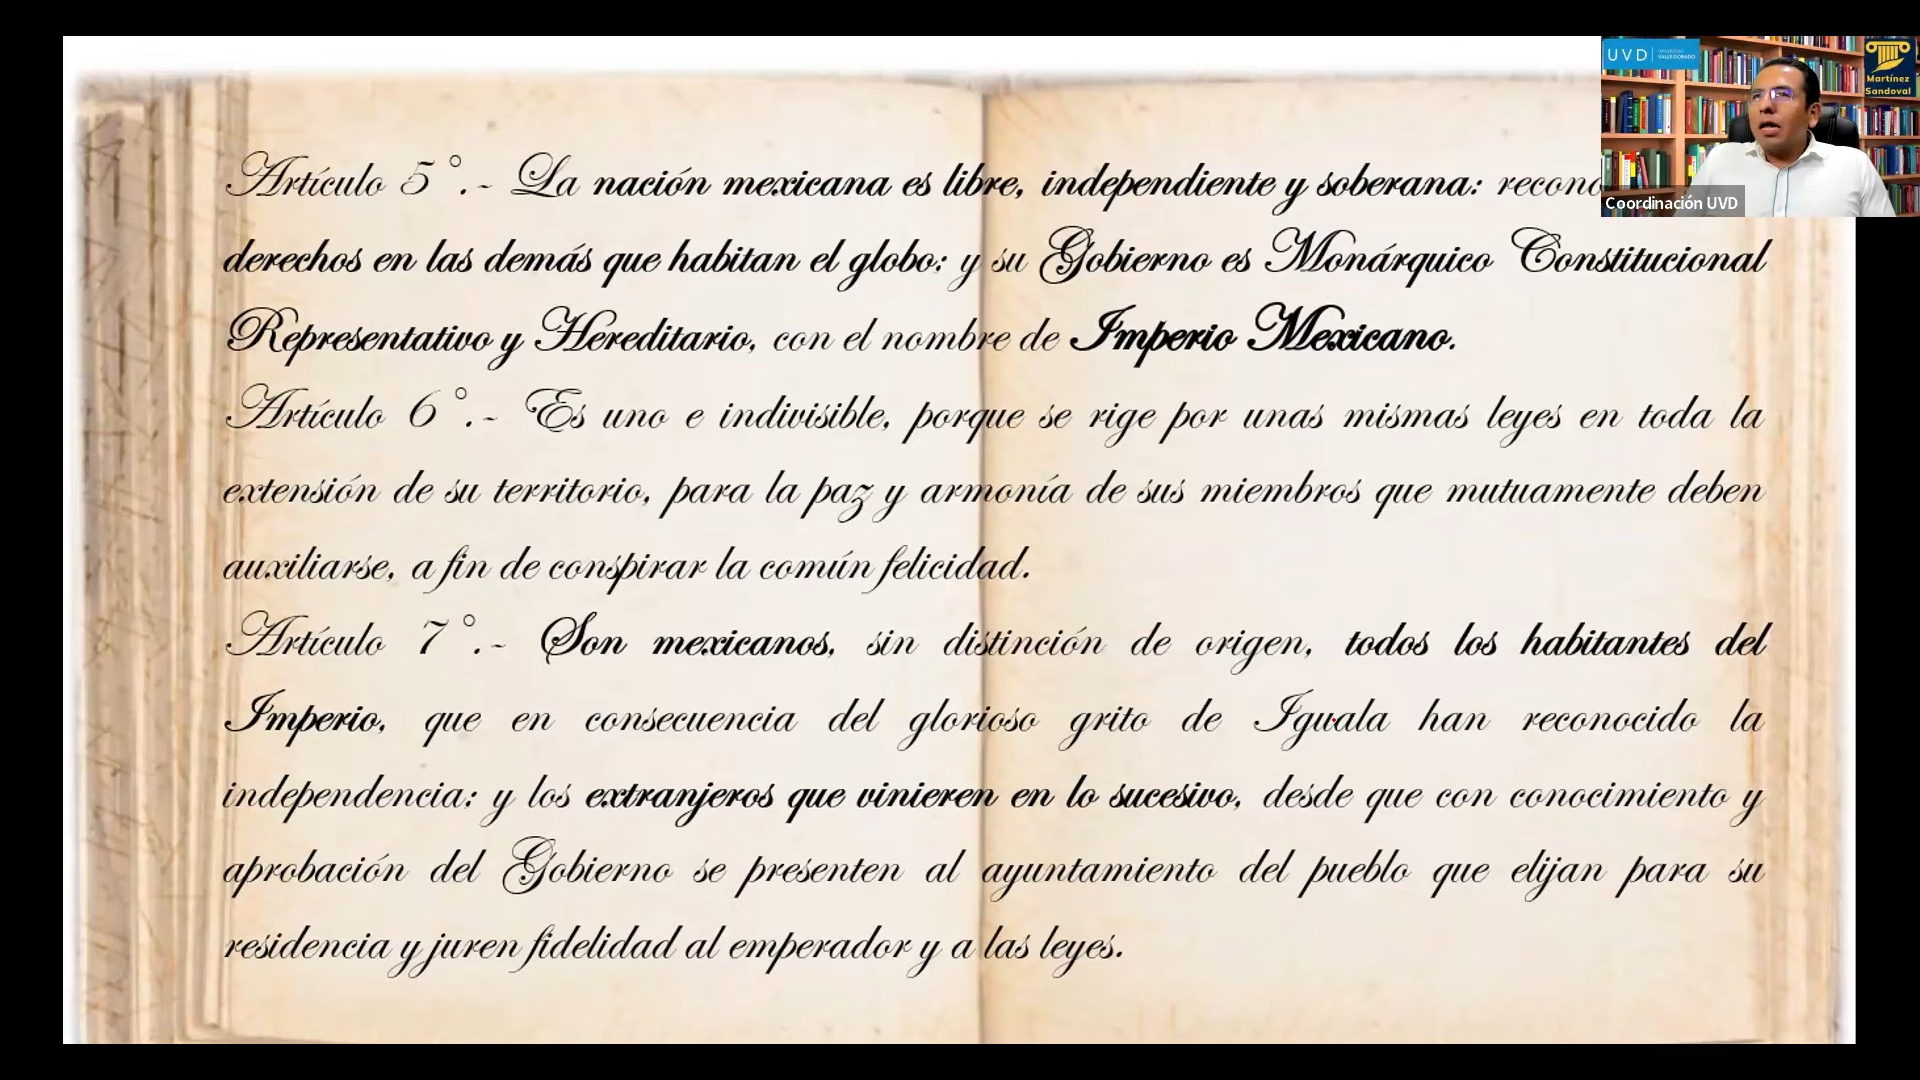 UVD
UNIVERSIDAD
VALLE DORADO
Martínez
Sandoval
Coordinación UVD
Artículo 5°.- La nación mexicana es libre, independiente y soberana:
derechos en las demás que habitan el globo: y su Gobierno es Monárquico Constitucional
Representativo y Hereditario, con el nombre de Imperio Mexicano.
Artículo 6°.- Es uno e indivisible, porque se rige por unas mismas leyes en toda la
extensión de su territorio, para la paz y armonía de sus miembros que mutuamente deben
auxiliarse, a fin de conspirar la común felicidad.
Artículo 7°.- Son mexicanos, sin distinción de origen, todos los habitantes del
Imperio, que en consecuencia del glorioso grito de Iguala han reconocido la
independencia; y los extranjeros que vinieren en lo sucesivo, desde que con conocimiento y
aprobación del Gobierno se presenten al ayuntamiento del pueblo que elijan para su
residencia y juren fidelidad al emperador y a las leyes.